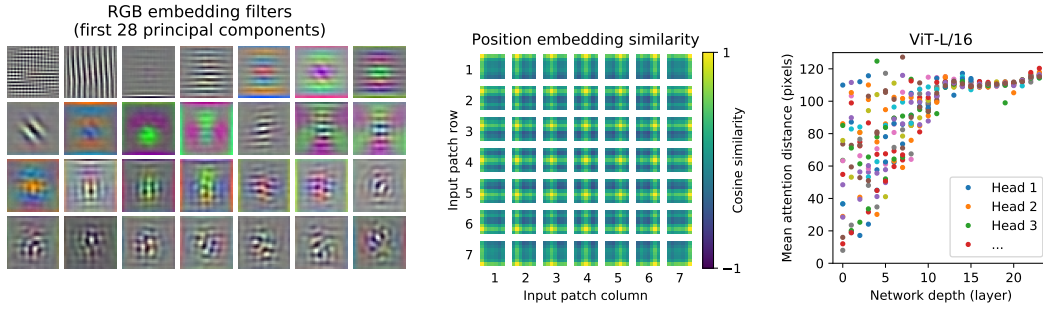 RGB embedding filters
(first 28 principal components)
Position embedding similarity
1
2
3
4
5
6
7
Input patch row
1 2 3 4 5 6 7
Input patch column
1
−1
Cosine similarity
ViT-L/16
120
100
80
60
40
20
0
Mean attention distance (pixels)
0 5 10 15 20
Network depth (layer)
Head 1
Head 2
Head 3
...